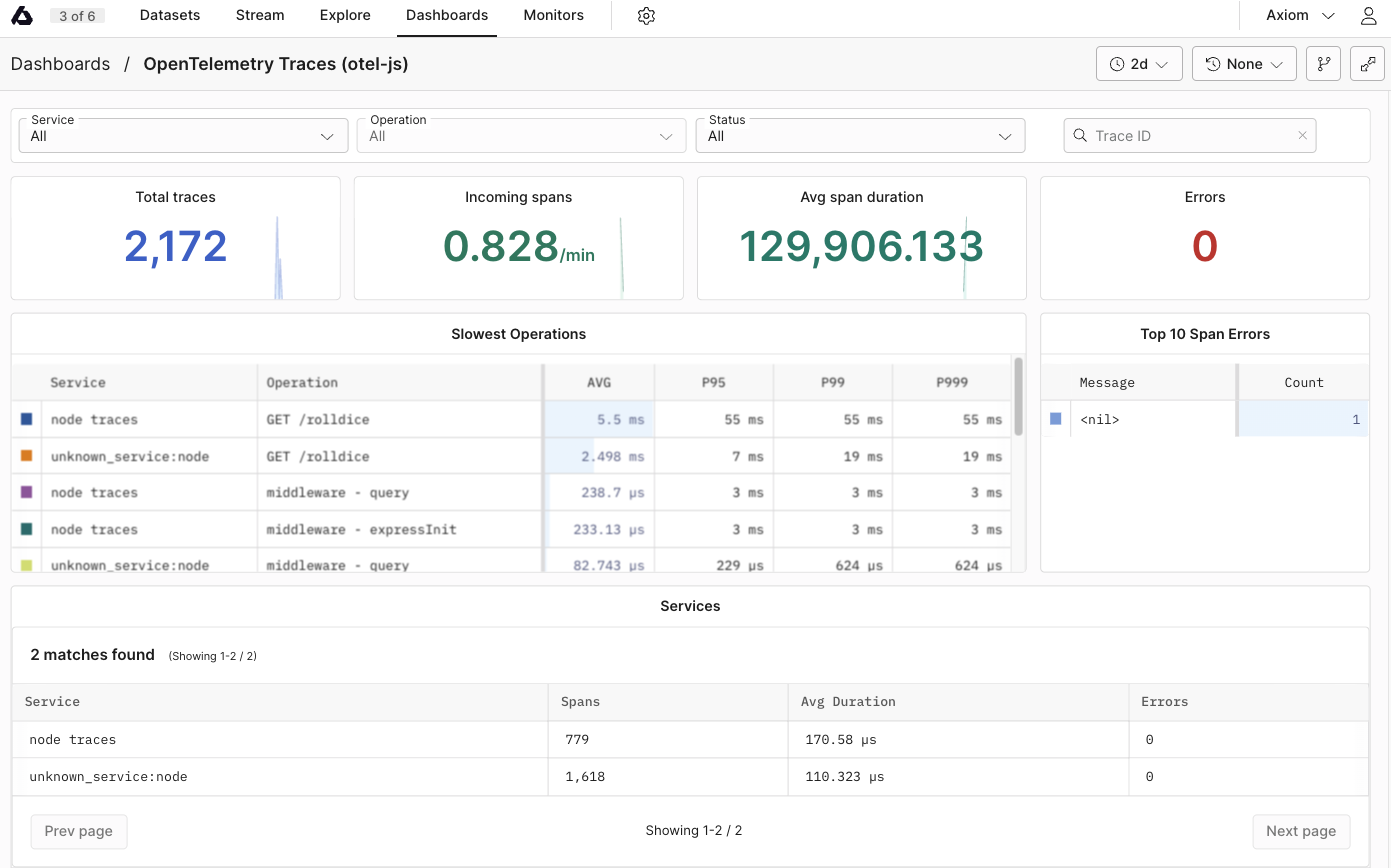 3 of 6 Datasets Stream Explore Dashboards Monitors Axiom
Dashboards / OpenTelemetry Traces (otel-js) 2d None
Service Operation Status
All All All Trace ID
Total traces Incoming spans Avg span duration Errors
2,172 0.828/min 129,906.133 0
Slowest Operations Top 10 Span Errors
Service Operation AVG P95 P99 P999 Message Count
node traces GET /rolldice 5.5 ms 55 ms 55 ms 55 ms <nil> 1
unknown_service:node GET /rolldice 2.498 ms 7 ms 19 ms 19 ms
node traces middleware - query 238.7 µs 3 ms 3 ms 3 ms
node traces middleware - expressInit 233.13 µs 3 ms 3 ms 3 ms
unknown_service:node middleware - query 82.743 µs 229 µs 624 µs 624 µs
Services
2 matches found (Showing 1-2 / 2)
Service Spans Avg Duration Errors
node traces 779 170.58 µs 0
unknown_service:node 1,618 110.323 µs 0
Prev page Showing 1-2 / 2 Next page